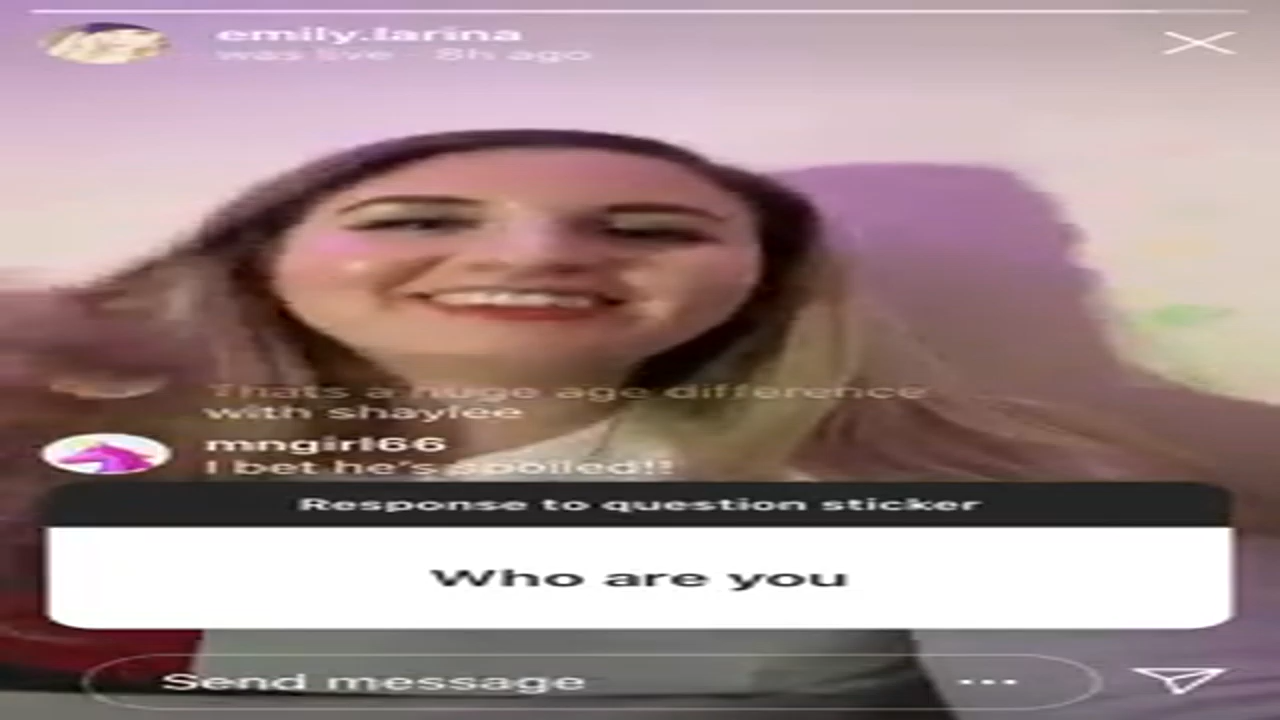 emily.larina
was live 8h ago
Thats a huge age difference
with shaylee
mngirl66
I bet he's spoiled!!
Response to question sticker
Who are you
Send message